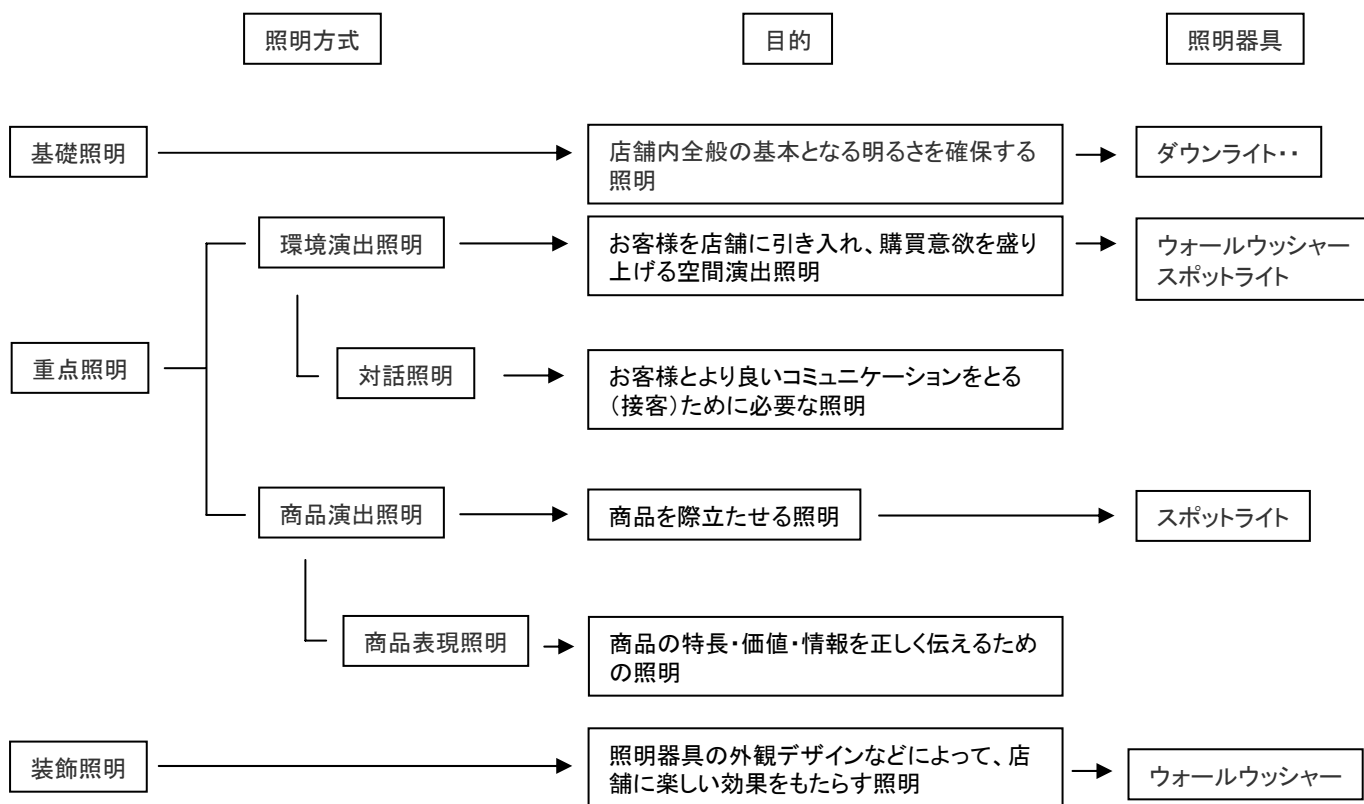 照明方式
目的
照明器具
基礎照明
店舗内全般の基本となる明るさを確保する
照明
ダウンライト・・
環境演出照明
お客様を店舗に引き入れ、購買意欲を盛り
上げる空間演出照明
ウォールウッシャー
スポットライト
重点照明
対話照明
お客様とより良いコミュニケーションをとる
(接客)ために必要な照明
商品演出照明
商品を際立たせる照明
スポットライト
商品表現照明
商品の特長・価値・情報を正しく伝えるため
の照明
装飾照明
照明器具の外観デザインなどによって、店
舗に楽しい効果をもたらす照明
ウォールウッシャー